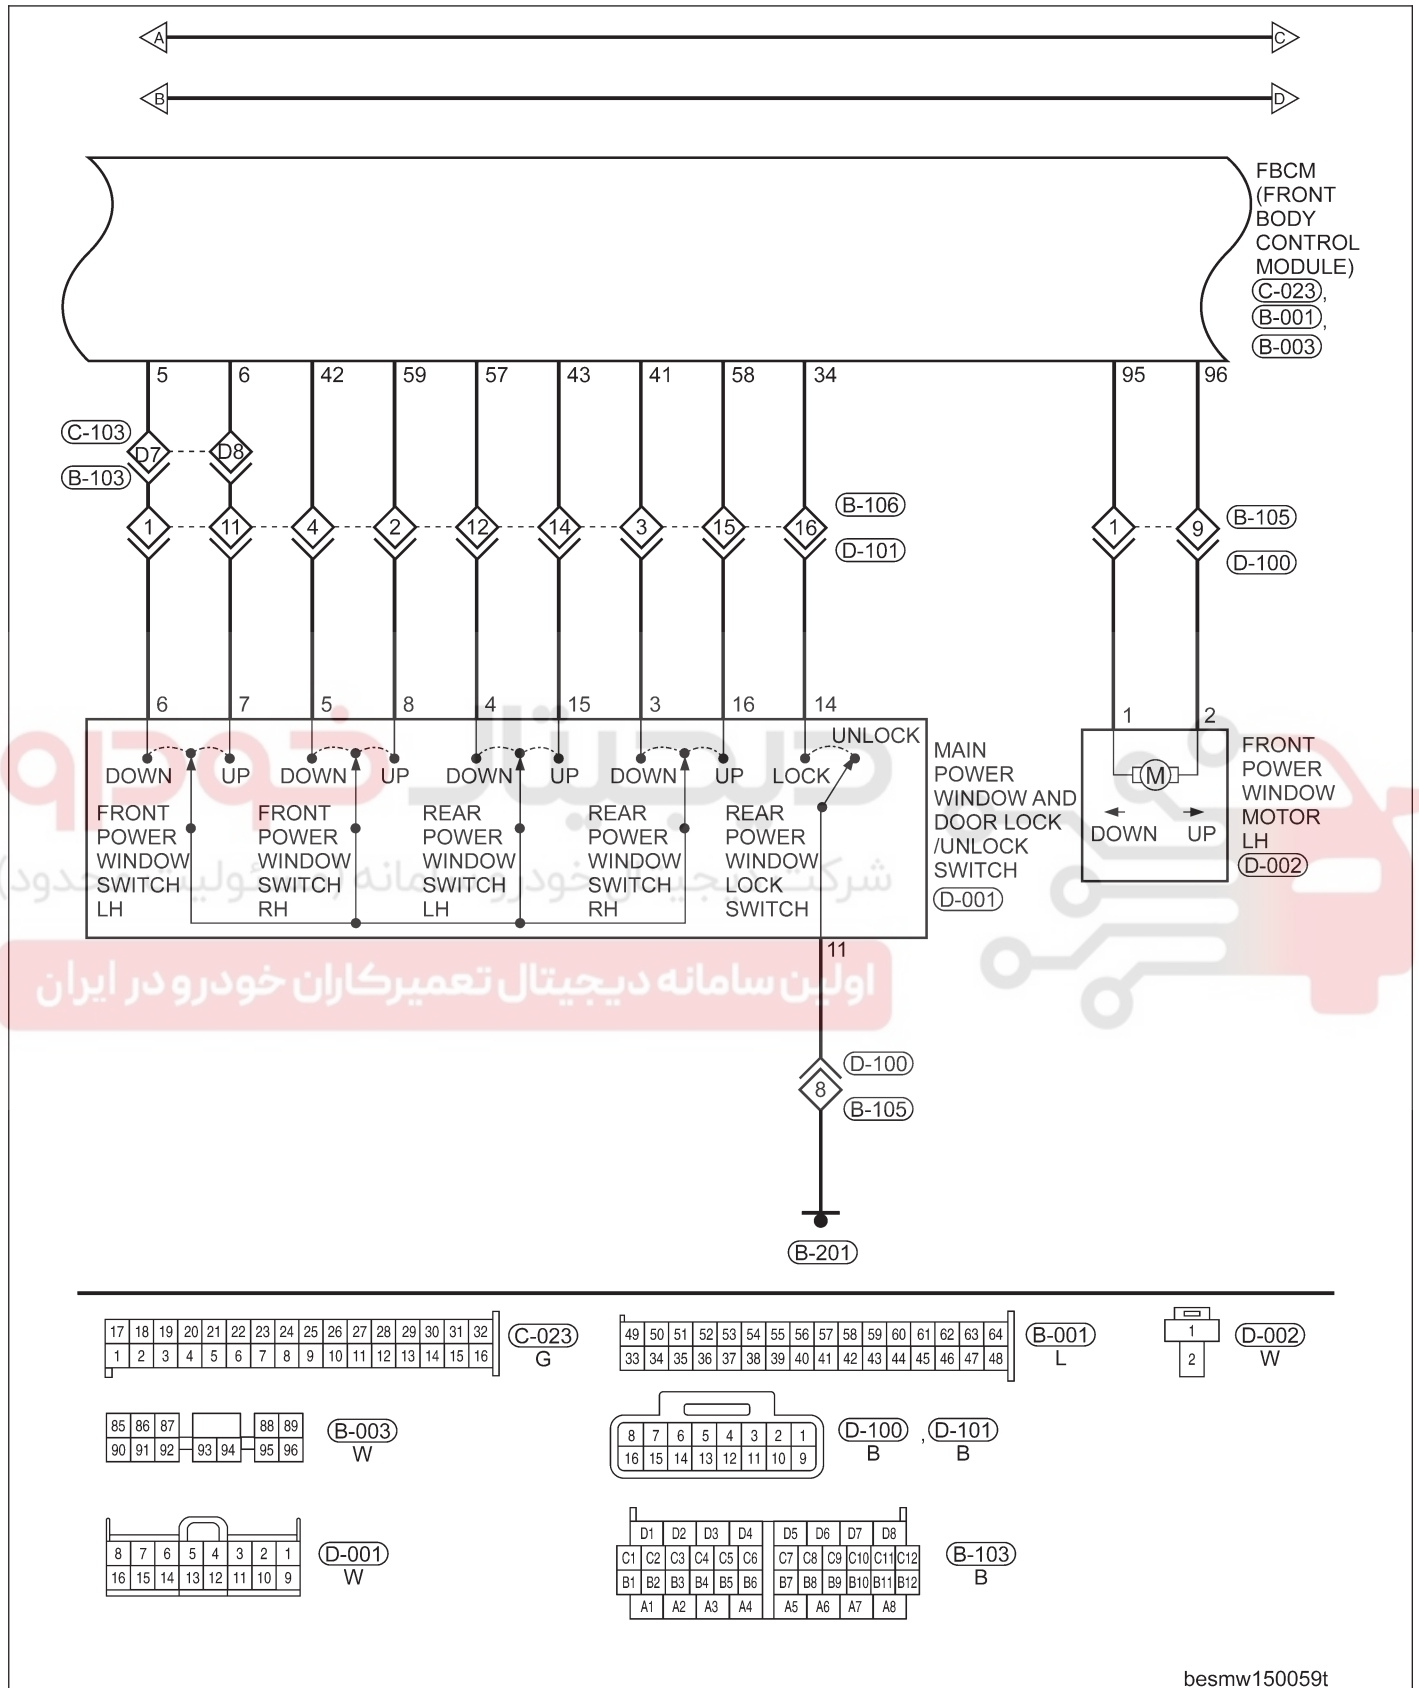 A C
B D
FBCM
(FRONT
BODY
CONTROL
MODULE)
C-023,
B-001,
B-003
5 6 42 59 57 43 41 58 34 95 96
C-103
D7 D8
B-103
1 11 4 2 12 14 3 15 16
B-106
D-101
1 9
B-105
D-100
6 7 5 8 4 15 3 16 14
UNLOCK
DOWN UP DOWN UP DOWN UP DOWN UP LOCK
FRONT
POWER
WINDOW
SWITCH
LH
FRONT
POWER
WINDOW
SWITCH
RH
REAR
POWER
WINDOW
SWITCH
LH
REAR
POWER
WINDOW
SWITCH
RH
REAR
POWER
WINDOW
LOCK
SWITCH
MAIN
POWER
WINDOW AND
DOOR LOCK
/UNLOCK
SWITCH
D-001
1 2
M
DOWN UP
FRONT
POWER
WINDOW
MOTOR
LH
D-002
دیجیتال خودرو
شرکت دیجیتال خودرو سامانه (مسئولیت محدود)
اولین سامانه دیجیتال تعمیرکاران خودرو در ایران
11
D-100
8
B-105
B-201
17 18 19 20 21 22 23 24 25 26 27 28 29 30 31 32
1 2 3 4 5 6 7 8 9 10 11 12 13 14 15 16
C-023
G
49 50 51 52 53 54 55 56 57 58 59 60 61 62 63 64
33 34 35 36 37 38 39 40 41 42 43 44 45 46 47 48
B-001
L
1
2
D-002
W
85 86 87 88 89
90 91 92 93 94 95 96
B-003
W
8 7 6 5 4 3 2 1
16 15 14 13 12 11 10 9
D-100 , D-101
B B
8 7 6 5 4 3 2 1
16 15 14 13 12 11 10 9
D-001
W
D1 D2 D3 D4 D5 D6 D7 D8
C1 C2 C3 C4 C5 C6 C7 C8 C9 C10 C11 C12
B1 B2 B3 B4 B5 B6 B7 B8 B9 B10 B11 B12
A1 A2 A3 A4 A5 A6 A7 A8
B-103
B
besmw150059t